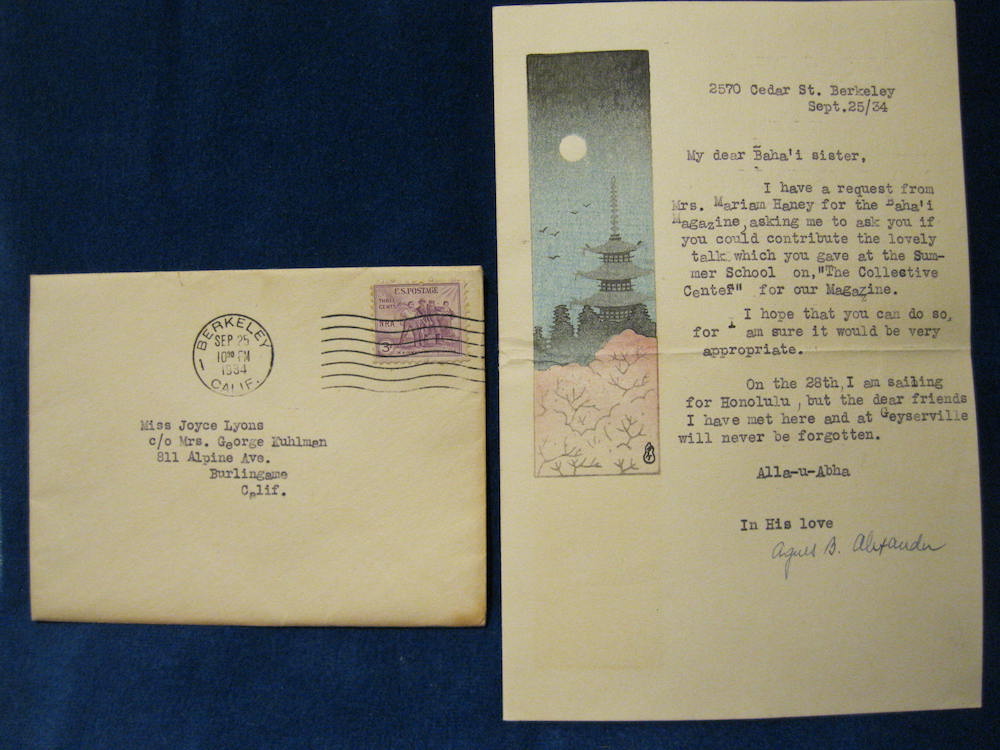 BERKELEY
SEP 25
10 30 PM
1934
CALIF.
U.S. POSTAGE
THREE
CENTS
NRA
3¢
Miss Joyce Lyons
c/o Mrs. George Kuhlman
811 Alpine Ave.
Burlingame
Calif.
2570 Cedar St. Berkeley
Sept.25/34
My dear Baha'i sister,
I have a request from
Mrs. Mariam Haney for the Baha'i
Magazine, asking me to ask you if
you could contribute the lovely
talk which you gave at the Sum-
mer School on,"The Collective
Center" for our Magazine.
I hope that you can do so,
for I am sure it would be very
appropriate.
On the 28th, I am sailing
for Honolulu, but the dear friends
I have met here and at Geyserville
will never be forgotten.
Alla-u-Abha
In His love
Agnes B. Alexander